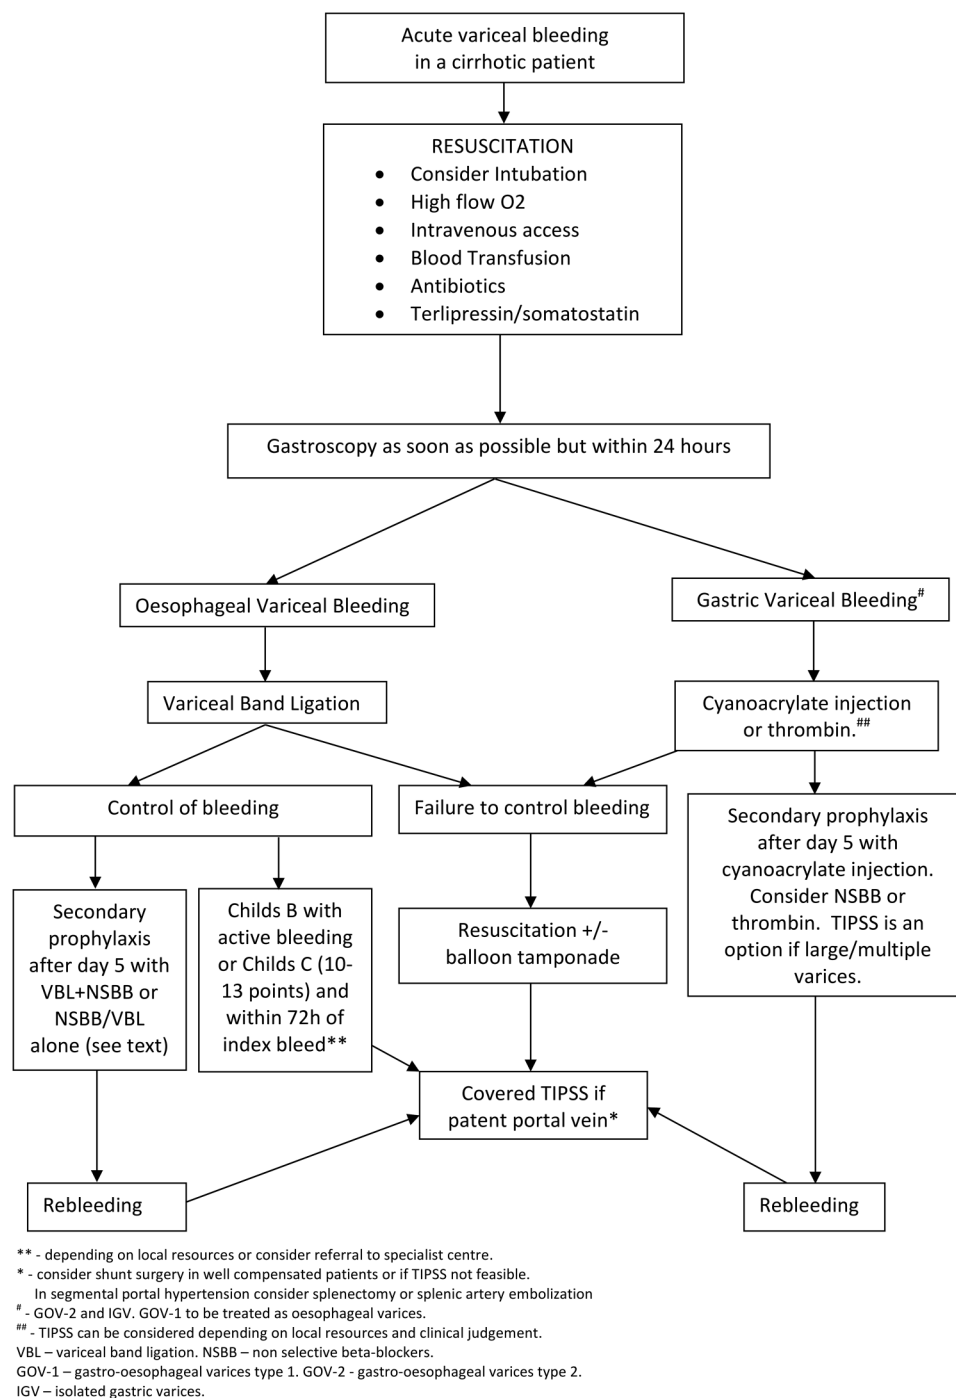 Acute variceal bleeding
in a cirrhotic patient
RESUSCITATION
• Consider Intubation
• High flow O2
• Intravenous access
• Blood Transfusion
• Antibiotics
• Terlipressin/somatostatin
Gastroscopy as soon as possible but within 24 hours
Oesophageal Variceal Bleeding
Gastric Variceal Bleeding#
Variceal Band Ligation
Cyanoacrylate injection
or thrombin.##
Control of bleeding
Failure to control bleeding
Secondary prophylaxis
after day 5 with
cyanoacrylate injection.
Consider NSBB or
thrombin. TIPSS is an
option if large/multiple
varices.
Secondary
prophylaxis
after day 5 with
VBL+NSBB or
NSBB/VBL
alone (see text)
Childs B with
active bleeding
or Childs C (10-
13 points) and
within 72h of
index bleed**
Resuscitation +/-
balloon tamponade
Covered TIPSS if
patent portal vein*
Rebleeding
Rebleeding
** - depending on local resources or consider referral to specialist centre.
* - consider shunt surgery in well compensated patients or if TIPSS not feasible.
In segmental portal hypertension consider splenectomy or splenic artery embolization
# - GOV-2 and IGV. GOV-1 to be treated as oesophageal varices.
## - TIPSS can be considered depending on local resources and clinical judgement.
VBL – variceal band ligation. NSBB – non selective beta-blockers.
GOV-1 – gastro-oesophageal varices type 1. GOV-2 - gastro-oesophageal varices type 2.
IGV – isolated gastric varices.